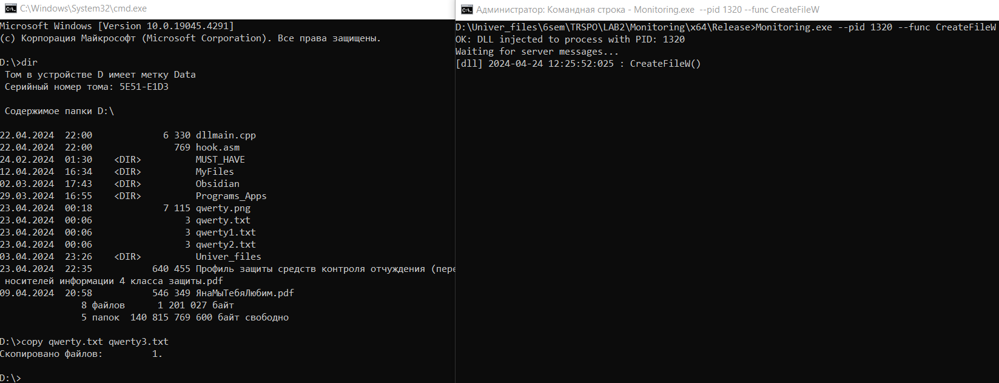 C:\Windows\System32\cmd.exe
Microsoft Windows [Version 10.0.19045.4291]
(c) Корпорация Майкрософт (Microsoft Corporation). Все права защищены.
D:\>dir
Том в устройстве D имеет метку Data
Серийный номер тома: 5E51-E1D3
Содержимое папки D:\
22.04.2024  22:00             6 330 dllmain.cpp
22.04.2024  22:00               769 hook.asm
24.02.2024  01:30    <DIR>          MUST_HAVE
12.04.2024  16:34    <DIR>          MyFiles
02.03.2024  17:43    <DIR>          Obsidian
29.03.2024  16:55    <DIR>          Programs_Apps
23.04.2024  00:18             7 115 qwerty.png
23.04.2024  00:06                 3 qwerty.txt
23.04.2024  00:06                 3 qwerty1.txt
23.04.2024  00:06                 3 qwerty2.txt
03.04.2024  23:26    <DIR>          Univer_files
23.04.2024  22:35           640 455 Профиль защиты средств контроля отчуждения (пере
носителей информации 4 класса защиты.pdf
09.04.2024  20:58           546 349 ЯнаМыТебяЛюбим.pdf
8 файлов      1 201 027 байт
5 папок  140 815 769 600 байт свободно
D:\>copy qwerty.txt qwerty3.txt
Скопировано файлов:         1.
D:\>
Администратор: Командная строка - Monitoring.exe  --pid 1320 --func CreateFileW
D:\Univer_files\6sem\TRSPO\LAB2\Monitoring\x64\Release>Monitoring.exe --pid 1320 --func CreateFileW
OK: DLL injected to process with PID: 1320
Waiting for server messages...
[dll] 2024-04-24 12:25:52:025 : CreateFileW()